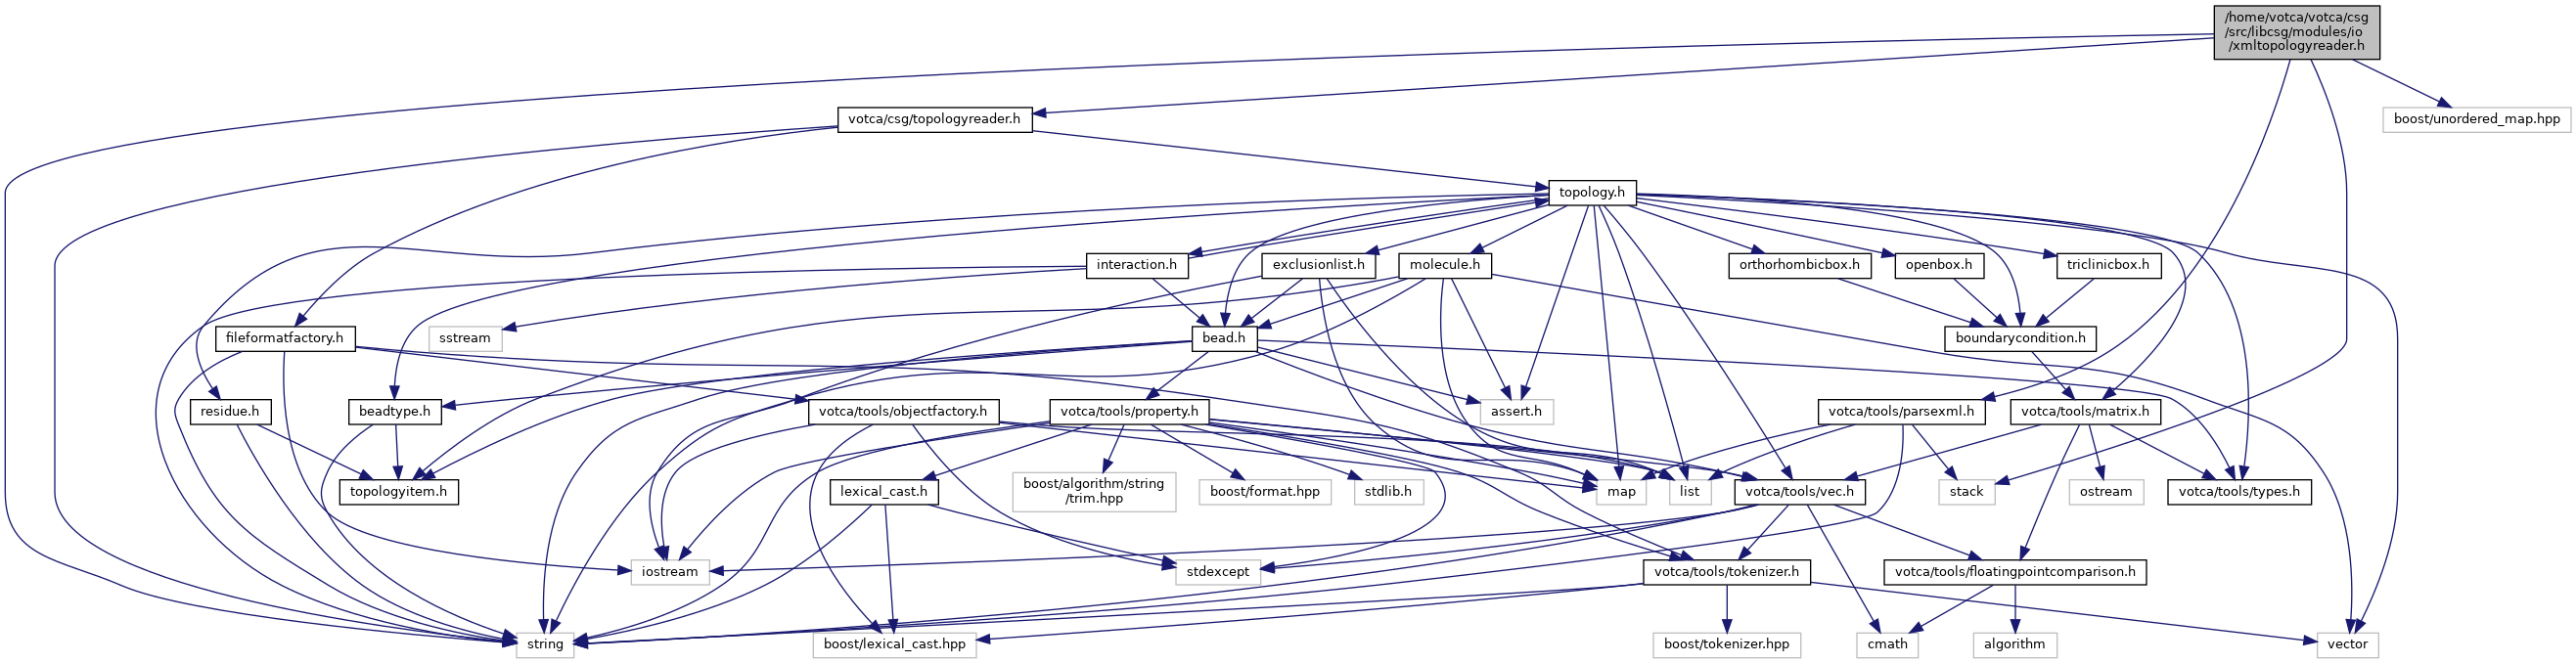 /home/votca/votca/csg
/src/libcsg/modules/io
/xmltopologyreader.h
votca/csg/topologyreader.h
boost/unordered_map.hpp
topology.h
interaction.h
exclusionlist.h
molecule.h
orthorhombicbox.h
openbox.h
triclinicbox.h
fileformatfactory.h
sstream
bead.h
boundarycondition.h
residue.h
beadtype.h
votca/tools/objectfactory.h
votca/tools/property.h
assert.h
votca/tools/parsexml.h
votca/tools/matrix.h
topologyitem.h
lexical_cast.h
boost/algorithm/string
/trim.hpp
boost/format.hpp
stdlib.h
map
list
votca/tools/vec.h
stack
ostream
votca/tools/types.h
iostream
stdexcept
votca/tools/tokenizer.h
votca/tools/floatingpointcomparison.h
string
boost/lexical_cast.hpp
boost/tokenizer.hpp
cmath
algorithm
vector